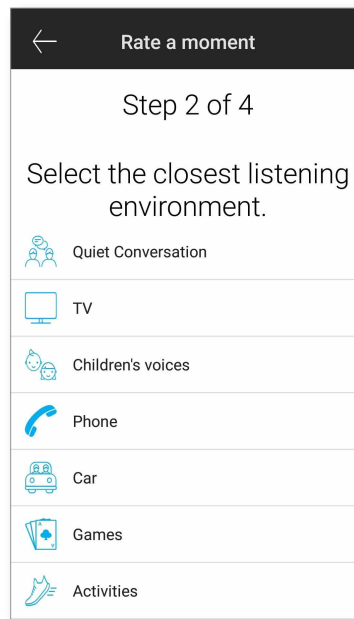 Rate a moment
Step 2 of 4
Select the closest listening
environment.
Quiet Conversation
TV
Children's voices
Phone
Car
Games
Activities